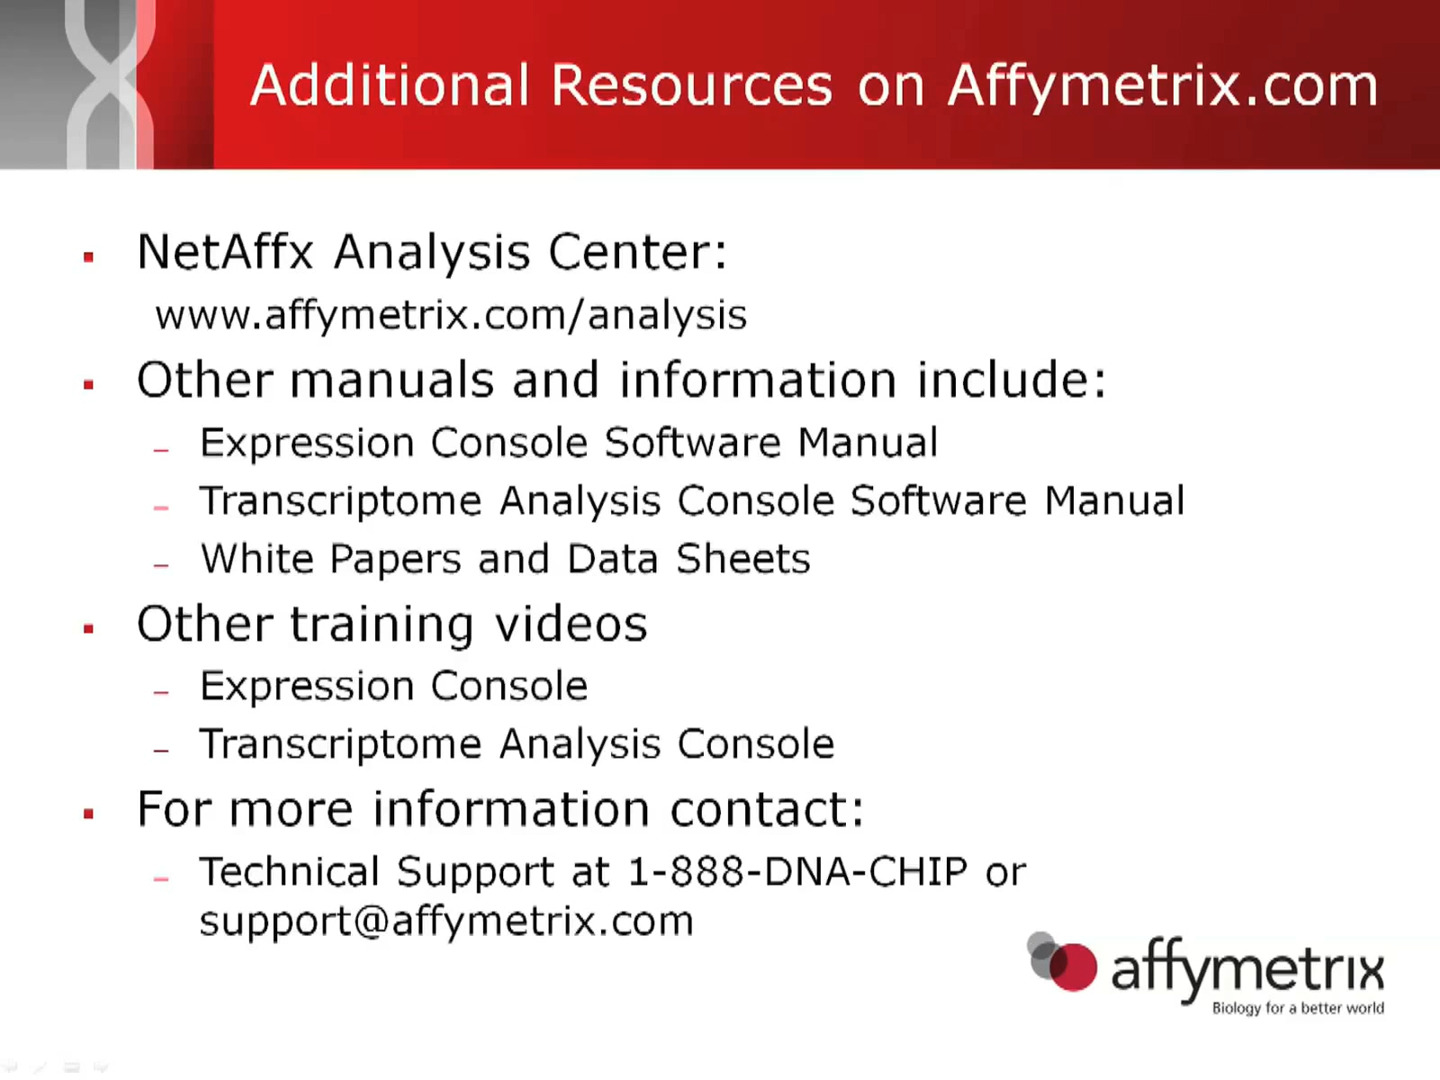 Additional Resources on Affymetrix.com
▪ NetAffx Analysis Center:
www.affymetrix.com/analysis
▪ Other manuals and information include:
– Expression Console Software Manual
– Transcriptome Analysis Console Software Manual
– White Papers and Data Sheets
▪ Other training videos
– Expression Console
– Transcriptome Analysis Console
▪ For more information contact:
– Technical Support at 1-888-DNA-CHIP or
support@affymetrix.com
affymetrix
Biology for a better world